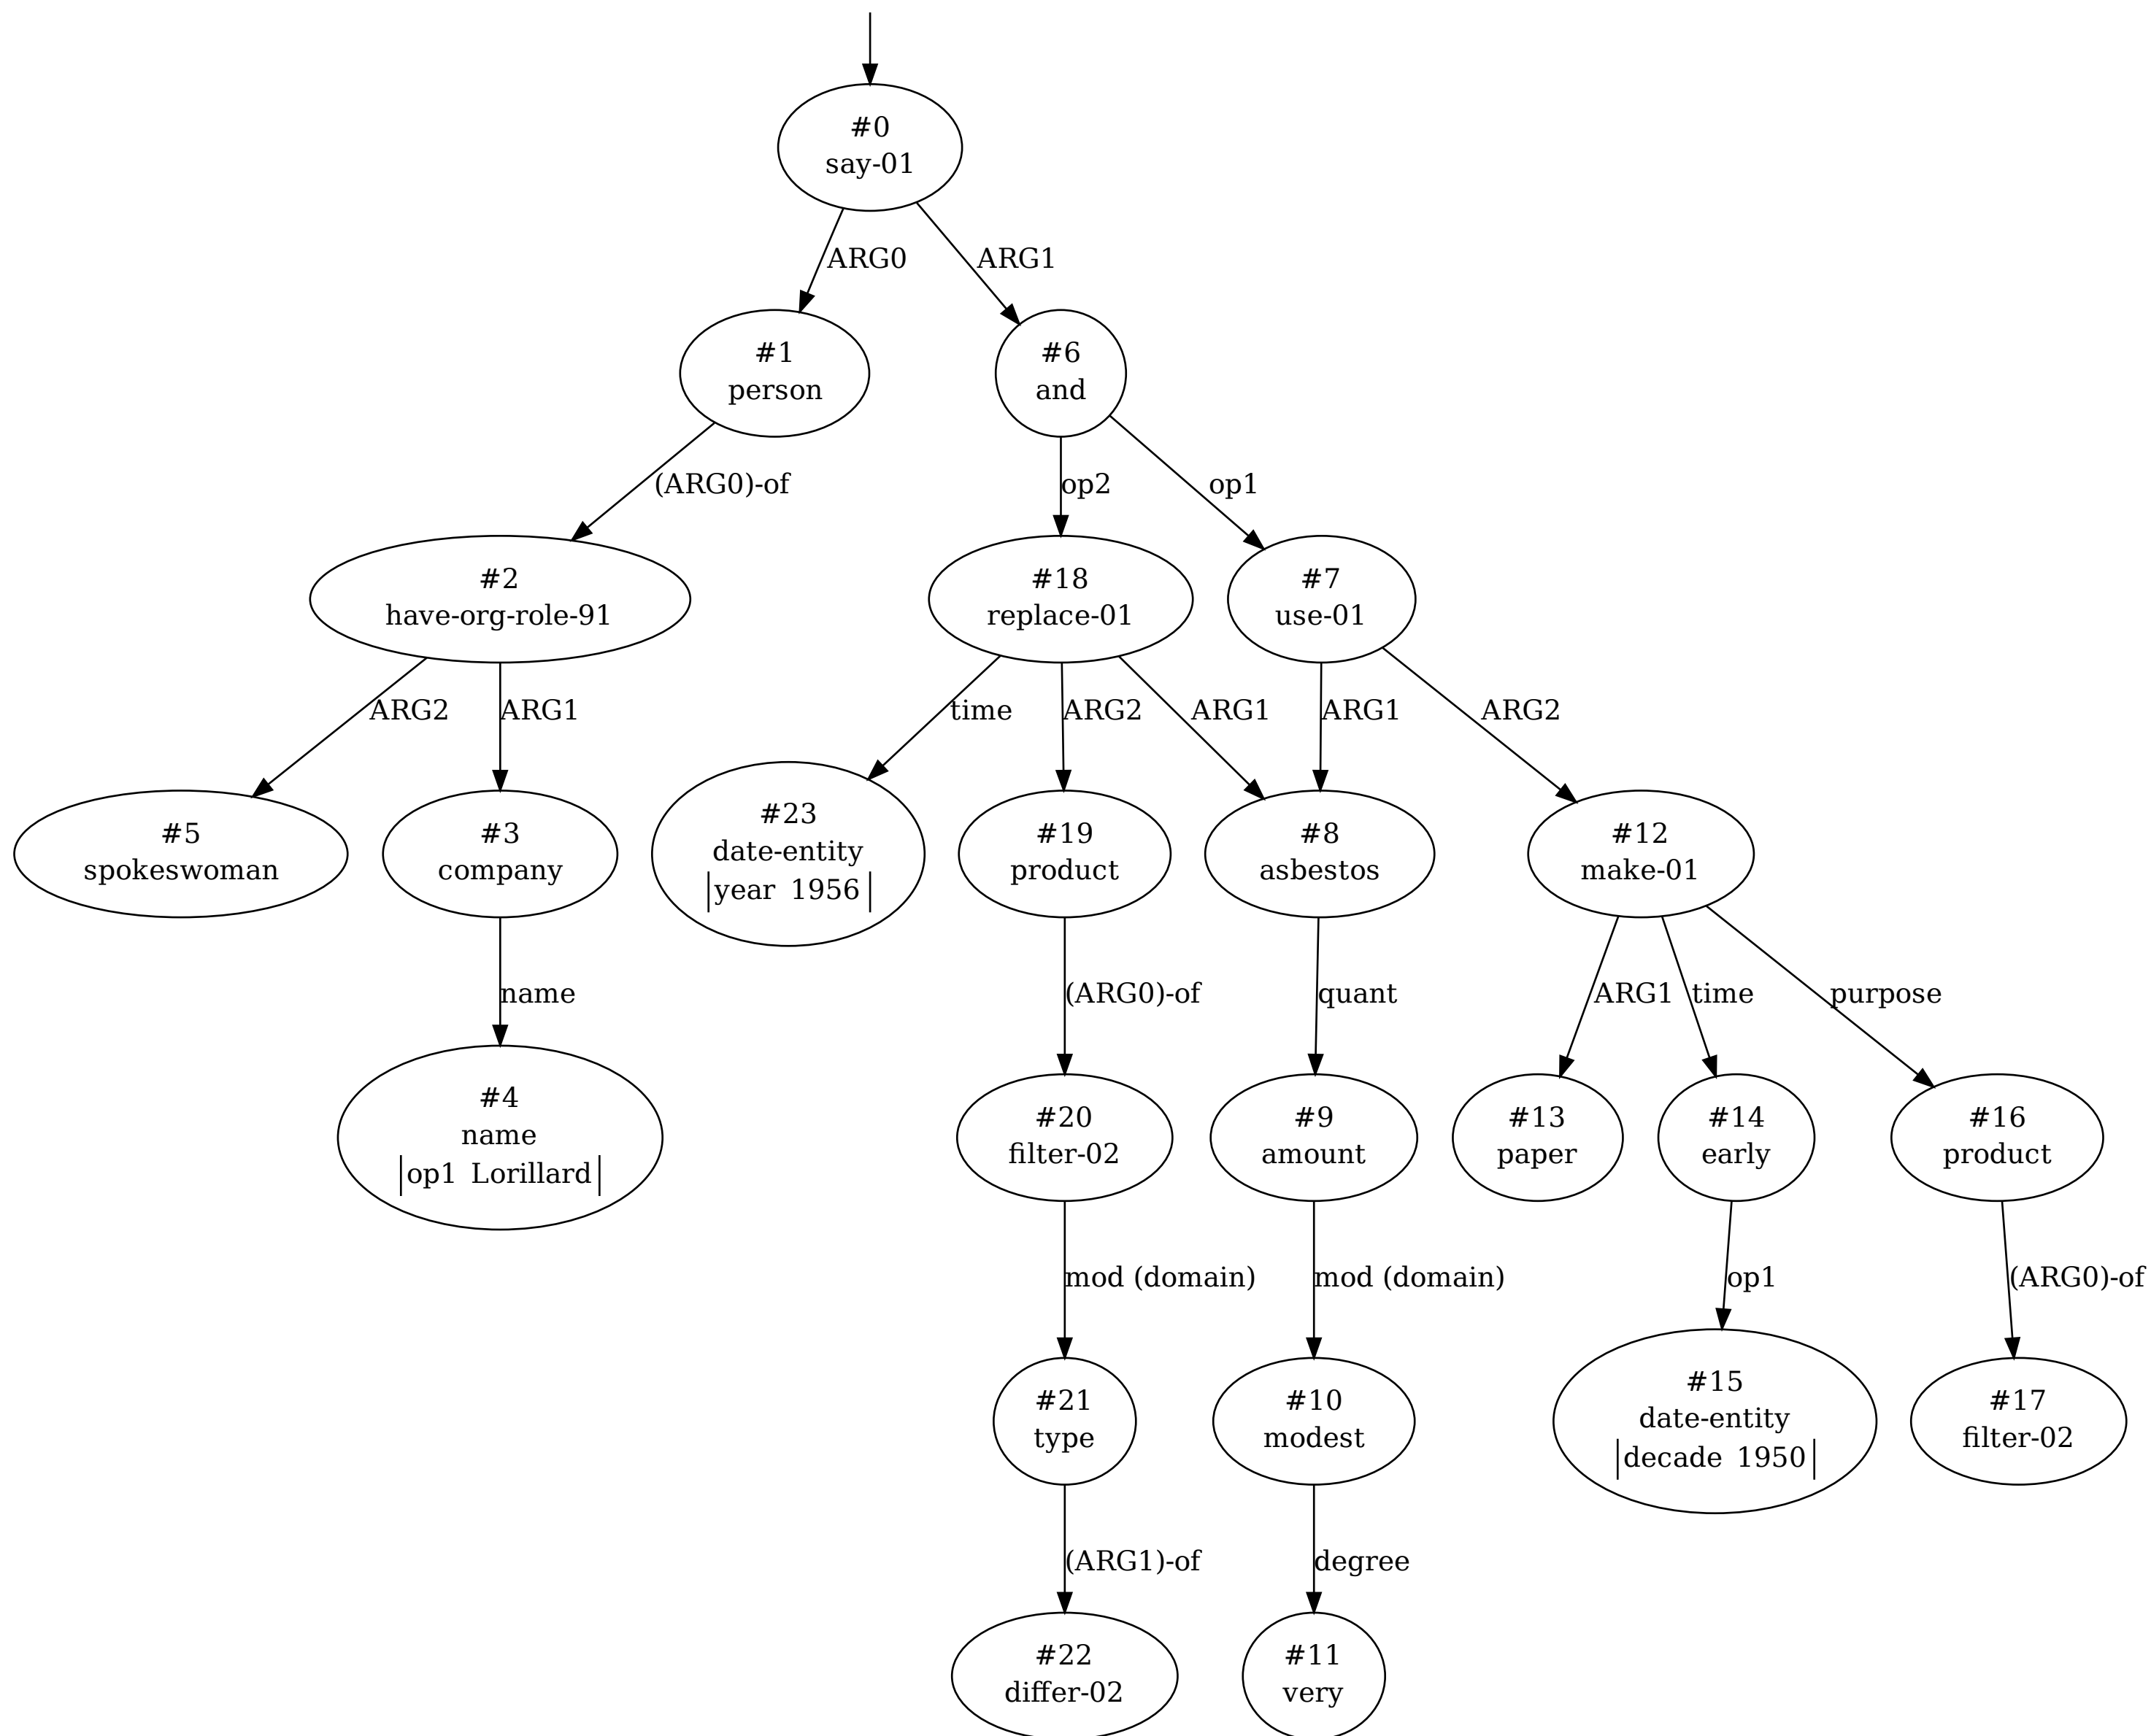 #0
say-01
ARG0
ARG1
#1
person
#6
and
(ARG0)-of
op2
op1
#2
have-org-role-91
#18
replace-01
#7
use-01
ARG2
ARG1
time
ARG2
ARG1
ARG1
ARG2
#5
spokeswoman
#3
company
#23
date-entity
year 1956
#19
product
#8
asbestos
#12
make-01
name
(ARG0)-of
quant
ARG1
time
purpose
#4
name
op1 Lorillard
#20
filter-02
#9
amount
#13
paper
#14
early
#16
product
mod (domain)
mod (domain)
op1
(ARG0)-of
#21
type
#10
modest
#15
date-entity
decade 1950
#17
filter-02
(ARG1)-of
degree
#22
differ-02
#11
very